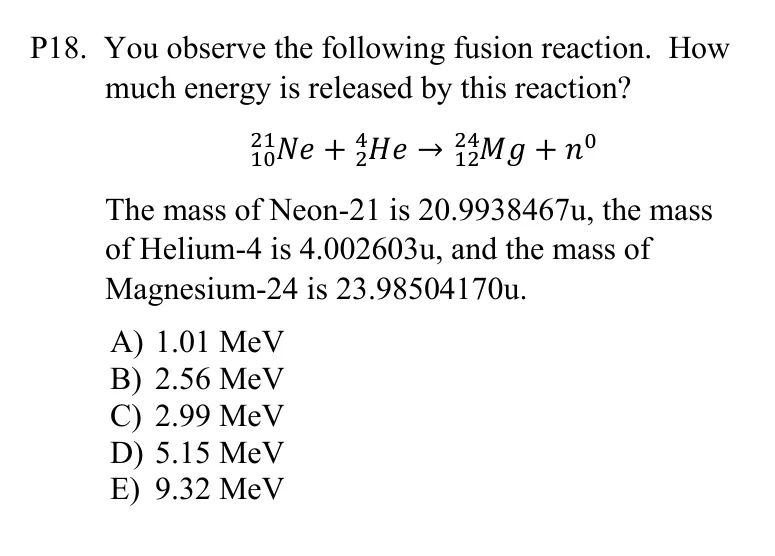 P18. You observe the following fusion reaction. How
much energy is released by this reaction?
$^{21}_{10}Ne + ^{4}_{2}He \rightarrow ^{24}_{12}Mg + n^{0}$
The mass of Neon-21 is 20.9938467u, the mass
of Helium-4 is 4.002603u, and the mass of
Magnesium-24 is 23.98504170u.
A) 1.01 MeV
B) 2.56 MeV
C) 2.99 MeV
D) 5.15 MeV
E) 9.32 MeV